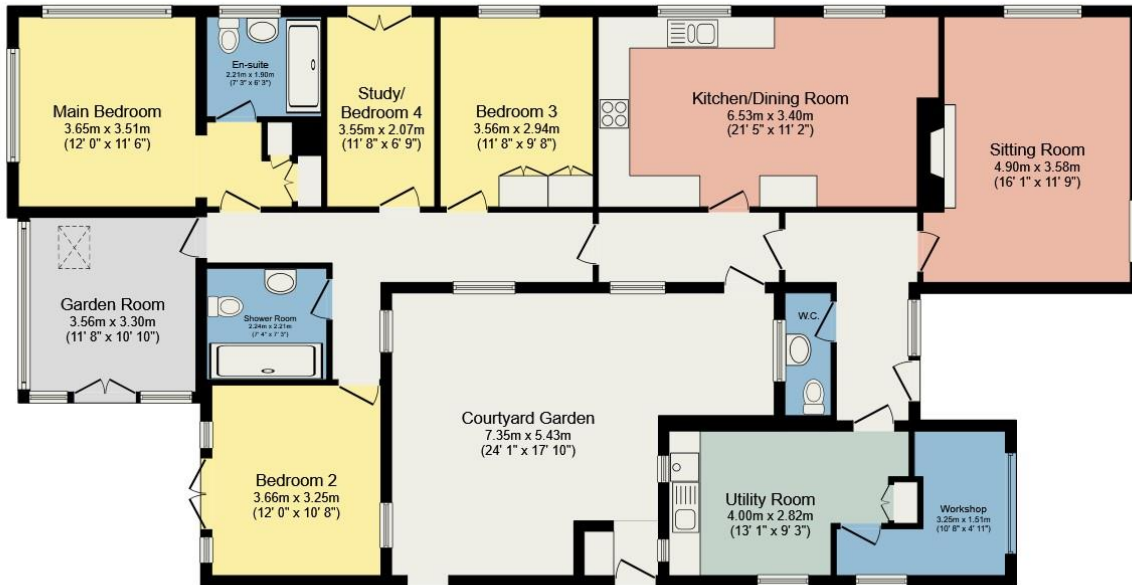 Main Bedroom
3.65m x 3.51m
(12' 0" x 11' 6")
En-suite
2.21m x 1.90m
(7' 3" x 6' 3")
Study/
Bedroom 4
3.55m x 2.07m
(11' 8" x 6' 9")
Bedroom 3
3.56m x 2.94m
(11' 8" x 9' 8")
Kitchen/Dining Room
6.53m x 3.40m
(21' 5" x 11' 2")
Sitting Room
4.90m x 3.58m
(16' 1" x 11' 9")
Garden Room
3.56m x 3.30m
(11' 8" x 10' 10")
Shower Room
2.24m x 2.21m
(7' 4" x 7' 3")
W.C.
Courtyard Garden
7.35m x 5.43m
(24' 1" x 17' 10")
Bedroom 2
3.66m x 3.25m
(12' 0" x 10' 8")
Utility Room
4.00m x 2.82m
(13' 1" x 9' 3")
Workshop
3.25m x 1.51m
(10' 8" x 4' 11")